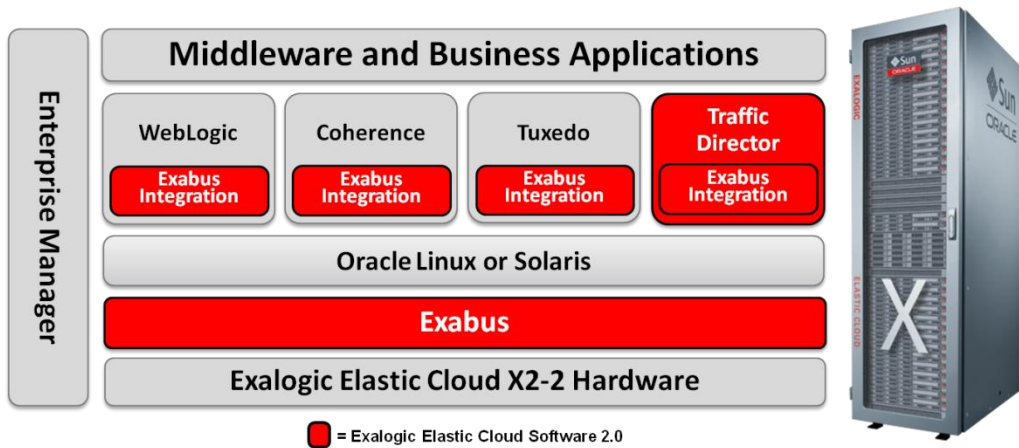 Enterprise Manager
Middleware and Business Applications
WebLogic
Exabus
Integration
Coherence
Exabus
Integration
Tuxedo
Exabus
Integration
Traffic
Director
Exabus
Integration
Oracle Linux or Solaris
Exabus
Exalogic Elastic Cloud X2-2 Hardware
= Exalogic Elastic Cloud Software 2.0
Sun
ORACLE
EXALOGIC
ELASTIC CLOUD
X
Sun
ORACLE